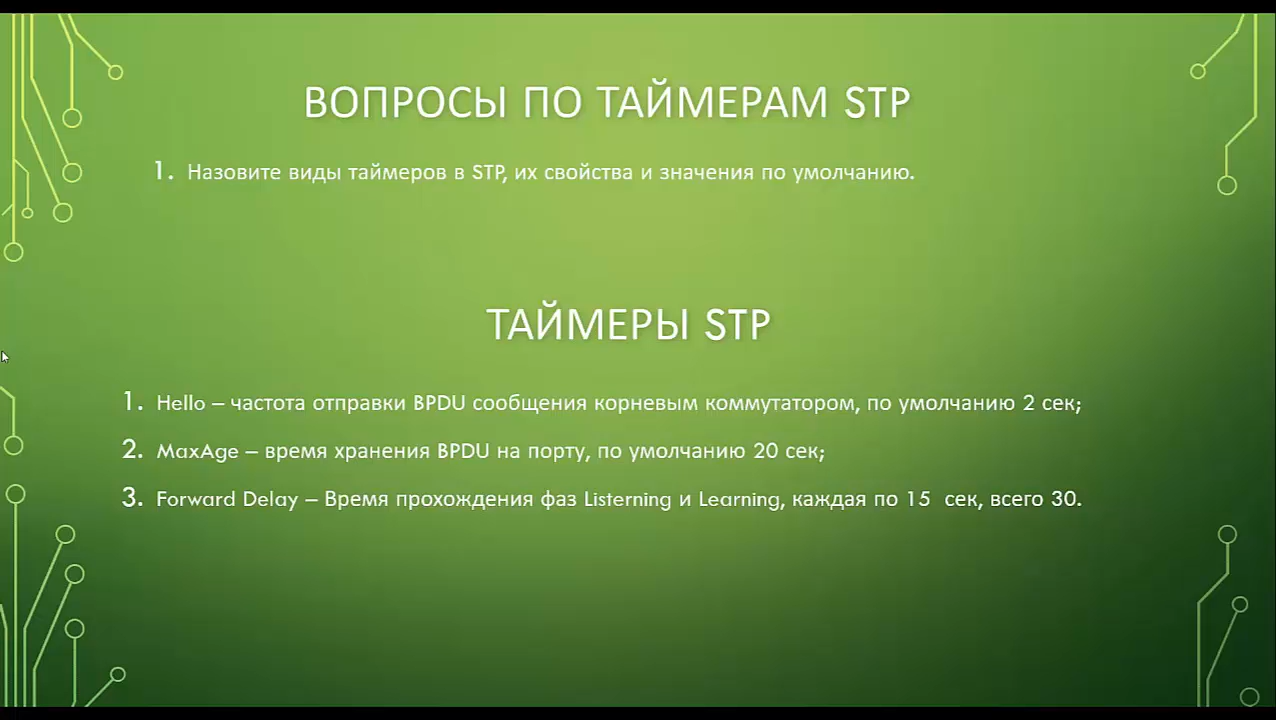 ВОПРОСЫ ПО ТАЙМЕРАМ STP
1. Назовите виды таймеров в STP, их свойства и значения по умолчанию.
ТАЙМЕРЫ STP
1. Hello – частота отправки BPDU сообщения корневым коммутатором, по умолчанию 2 сек;
2. MaxAge – время хранения BPDU на порту, по умолчанию 20 сек;
3. Forward Delay – Время прохождения фаз Listerning и Learning, каждая по 15 сек, всего 30.